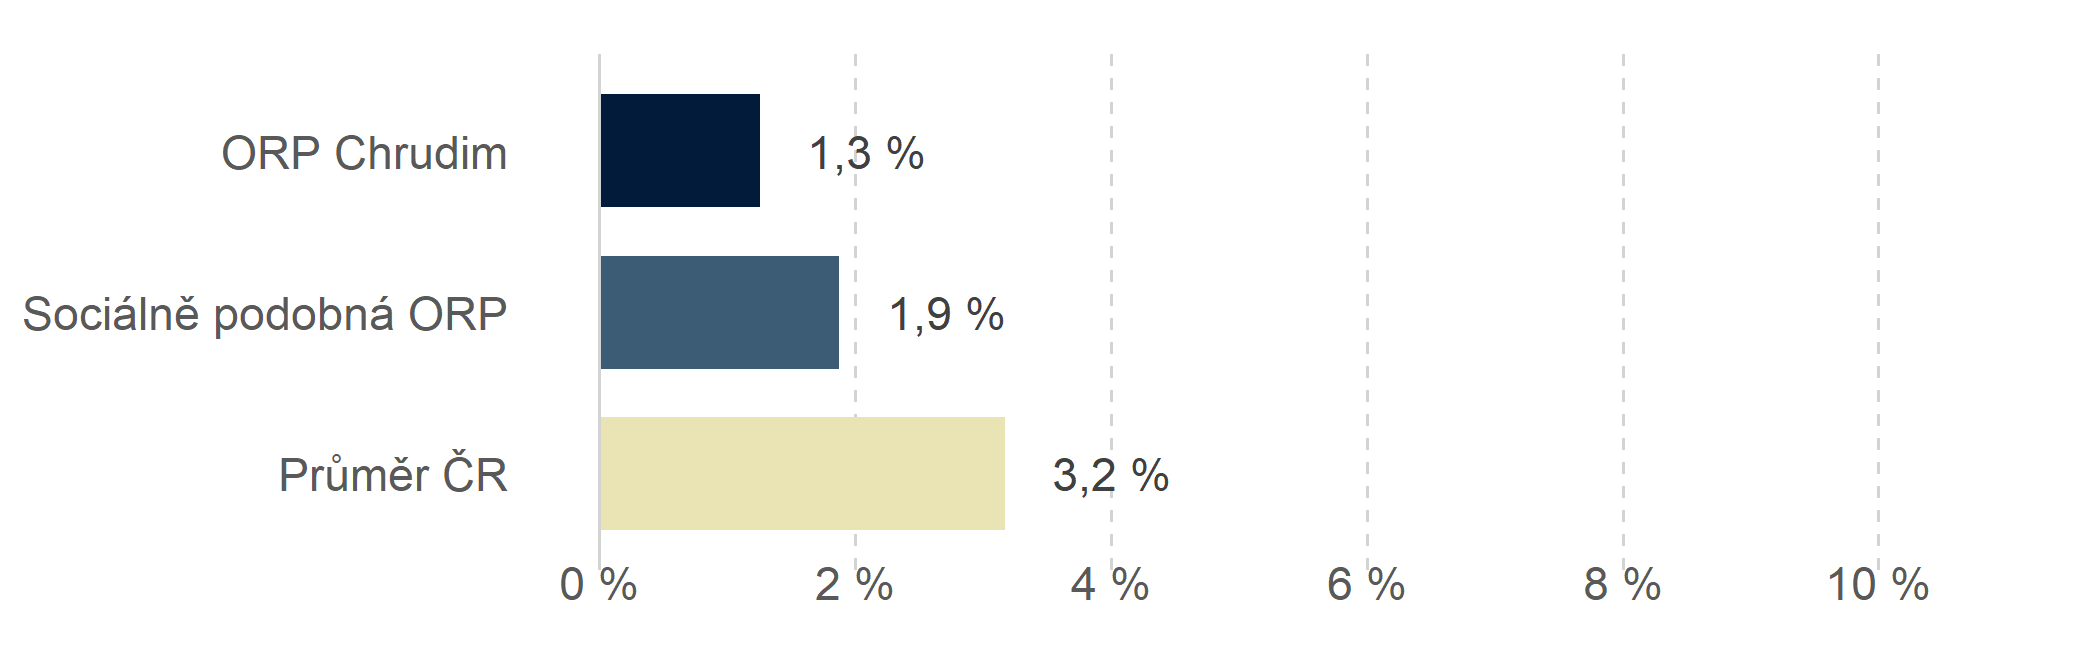 ORP Chrudim
1,3 %
Sociálně podobná ORP
1,9 %
Průměr ČR
3,2 %
0 % 2 % 4 % 6 % 8 % 10 %